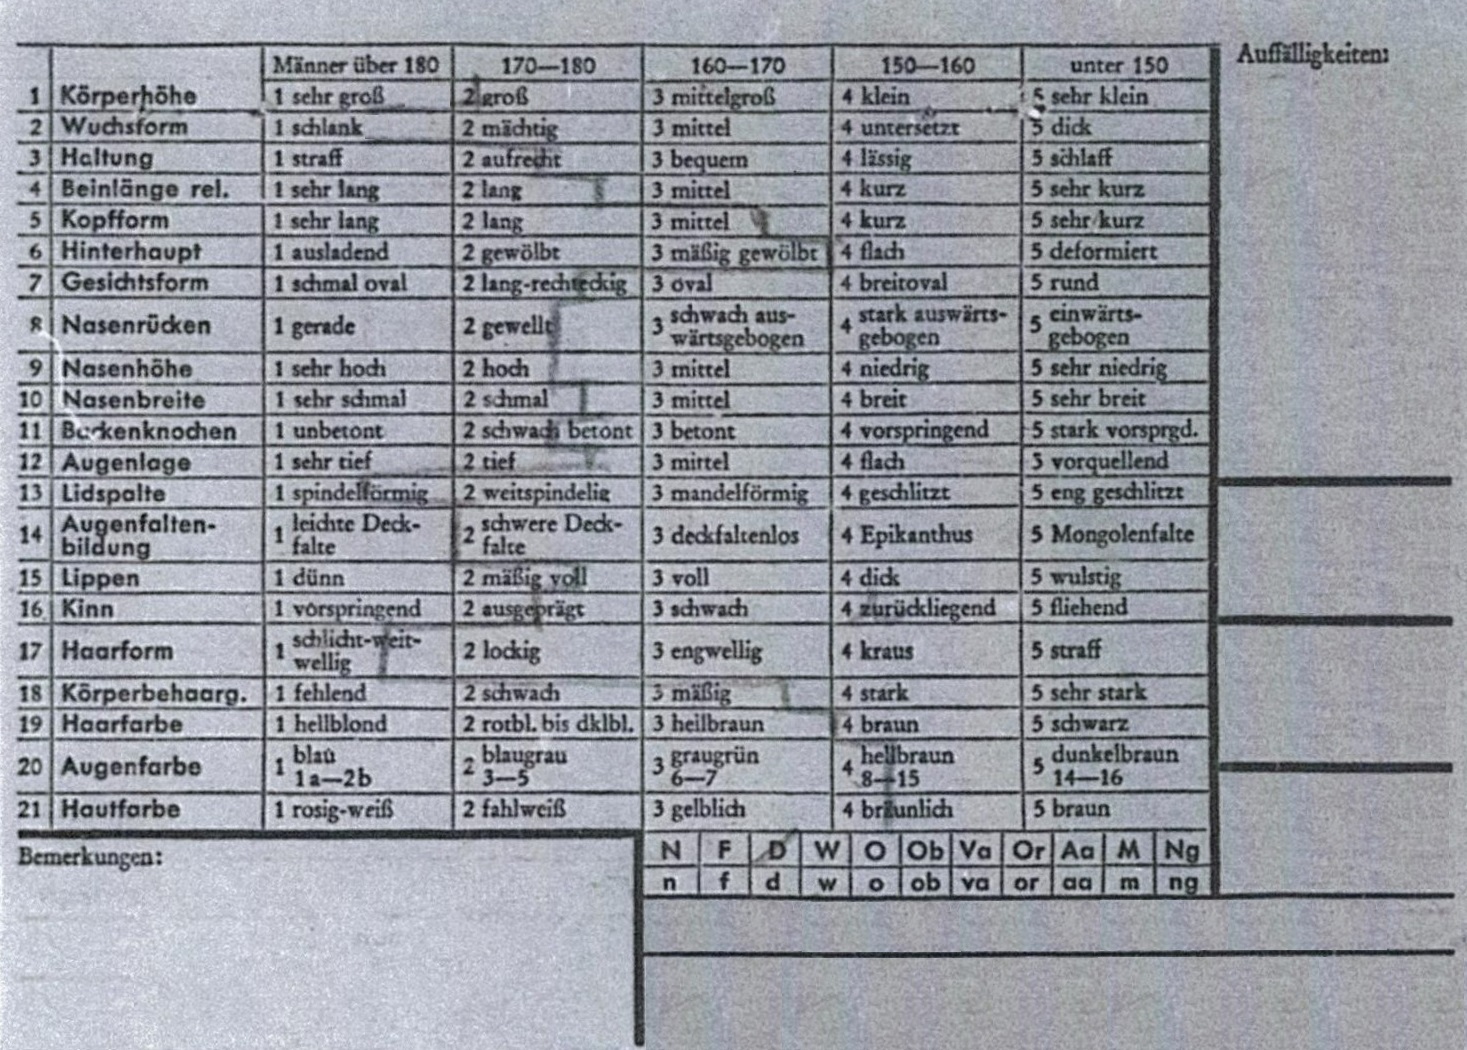 Männer über 180 170—180 160—170 150—160 unter 150 Auffälligkeiten:
1 Körperhöhe 1 sehr groß 2 groß 3 mittelgroß 4 klein 5 sehr klein
2 Wuchsform 1 schlank 2 mächtig 3 mittel 4 untersetzt 5 dick
3 Haltung 1 straff 2 aufrecht 3 bequem 4 lässig 5 schlaff
4 Beinlänge rel. 1 sehr lang 2 lang 3 mittel 4 kurz 5 sehr kurz
5 Kopfform 1 sehr lang 2 lang 3 mittel 4 kurz 5 sehr kurz
6 Hinterhaupt 1 ausladend 2 gewölbt 3 mäßig gewölbt 4 flach 5 deformiert
7 Gesichtsform 1 schmal oval 2 lang-rechteckig 3 oval 4 breitoval 5 rund
8 Nasenrücken 1 gerade 2 gewellt 3 schwach aus-
wärtsgebogen 4 stark auswärts-
gebogen 5 einwärts-
gebogen
9 Nasenhöhe 1 sehr hoch 2 hoch 3 mittel 4 niedrig 5 sehr niedrig
10 Nasenbreite 1 sehr schmal 2 schmal 3 mittel 4 breit 5 sehr breit
11 Backenknochen 1 unbetont 2 schwach betont 3 betont 4 vorspringend 5 stark vorsprgd.
12 Augenlage 1 sehr tief 2 tief 3 mittel 4 flach 5 vorquellend
13 Lidspalte 1 spindelförmig 2 weitspindelig 3 mandelförmig 4 geschlitzt 5 eng geschlitzt
14 Augenfalten-
bildung 1 leichte Deck-
falte 2 schwere Deck-
falte 3 deckfaltenlos 4 Epikanthus 5 Mongolenfalte
15 Lippen 1 dünn 2 mäßig voll 3 voll 4 dick 5 wulstig
16 Kinn 1 vorspringend 2 ausgeprägt 3 schwach 4 zurückliegend 5 fliehend
17 Haarform 1 schlicht-weit-
wellig 2 lockig 3 engwellig 4 kraus 5 straff
18 Körperbehaarg. 1 fehlend 2 schwach 3 mäßig 4 stark 5 sehr stark
19 Haarfarbe 1 hellblond 2 rotbl. bis dklbl. 3 hellbraun 4 braun 5 schwarz
20 Augenfarbe 1 blau
1a—2b 2 blaugrau
3—5 3 graugrün
6—7 4 hellbraun
8—15 5 dunkelbraun
14—16
21 Hautfarbe 1 rosig-weiß 2 fahlweiß 3 gelblich 4 bräunlich 5 braun
Bemerkungen:
N F D W O Ob Va Or Aa M Ng
n f d w o ob va or aa m ng